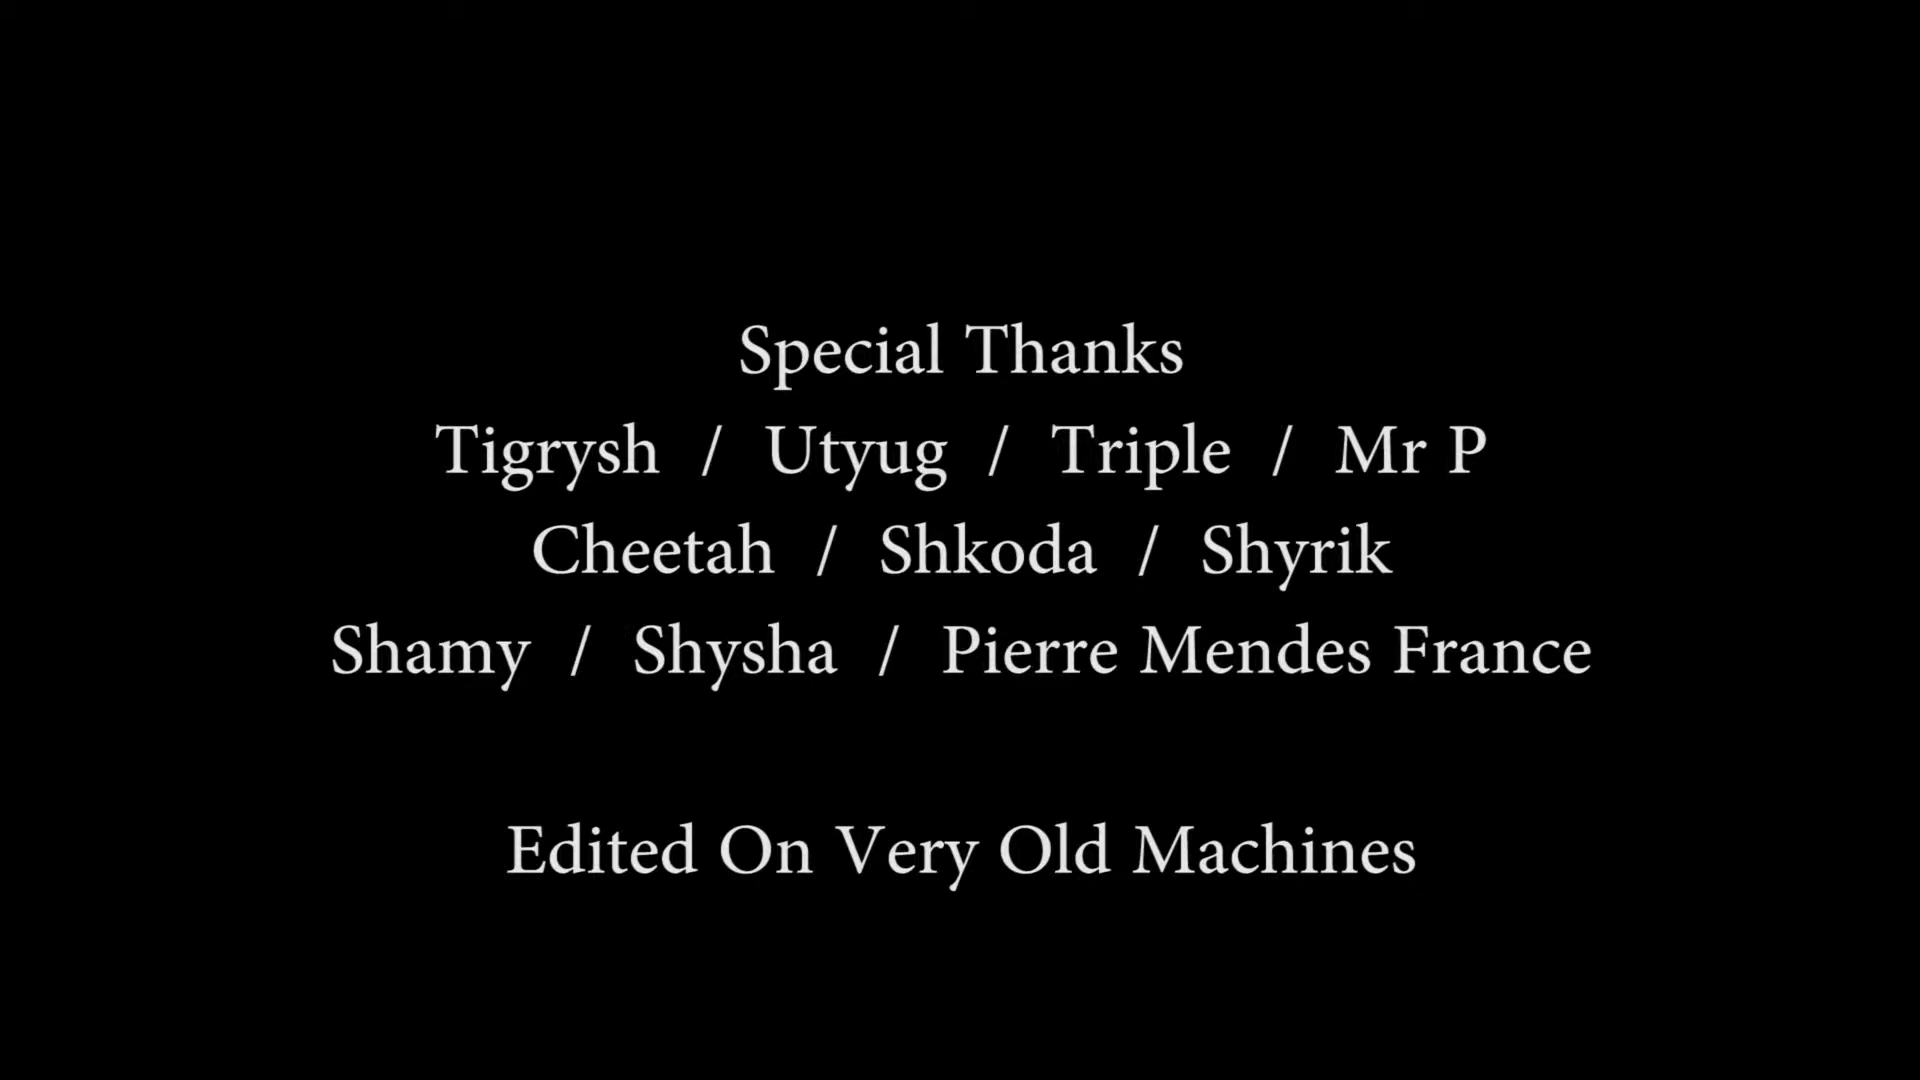 Special Thanks
Tigrysh / Utyug / Triple / Mr P
Cheetah / Shkoda / Shyrik
Shamy / Shysha / Pierre Mendes France
Edited On Very Old Machines